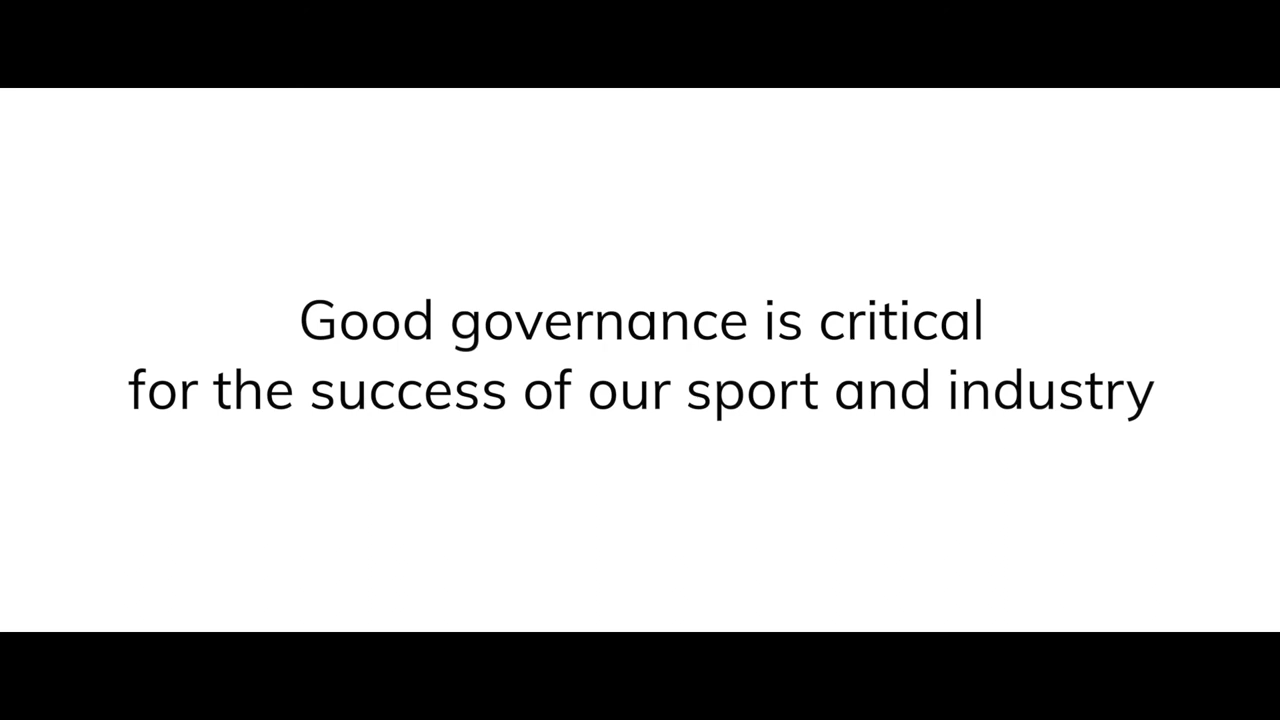 Good governance is critical
for the success of our sport and industry